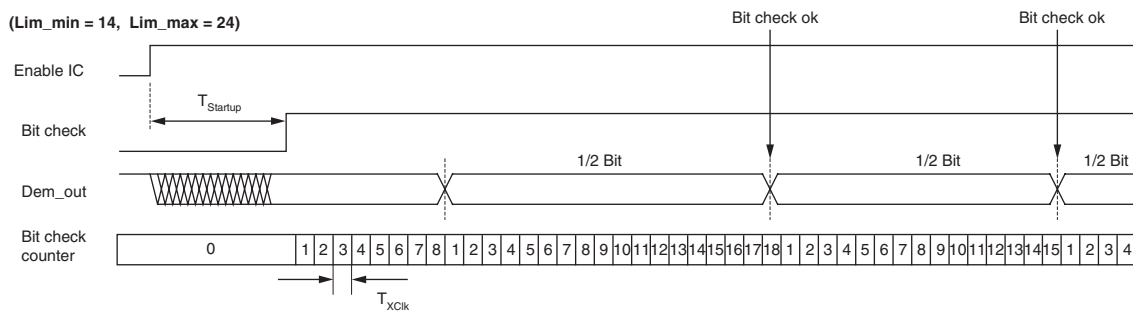 (Lim_min = 14, Lim_max = 24)
Bit check ok
Bit check ok
Enable IC
TStartup
Bit check
1/2 Bit
1/2 Bit
1/2 Bit
Dem_out
Bit check
counter
0 1 2 3 4 5 6 7 8 1 2 3 4 5 6 7 8 9 10 11 12 13 14 15 16 17 18 1 2 3 4 5 6 7 8 9 10 11 12 13 14 15 1 2 3 4
TXClk